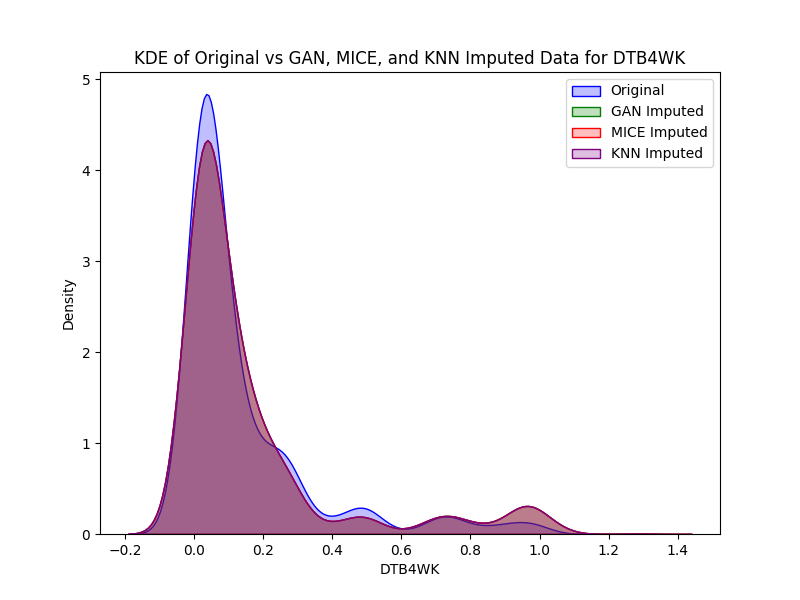 KDE of Original vs GAN, MICE, and KNN Imputed Data for DTB4WK
Original
GAN Imputed
MICE Imputed
KNN Imputed
Density
5
4
3
2
1
0
−0.2 0.0 0.2 0.4 0.6 0.8 1.0 1.2 1.4
DTB4WK